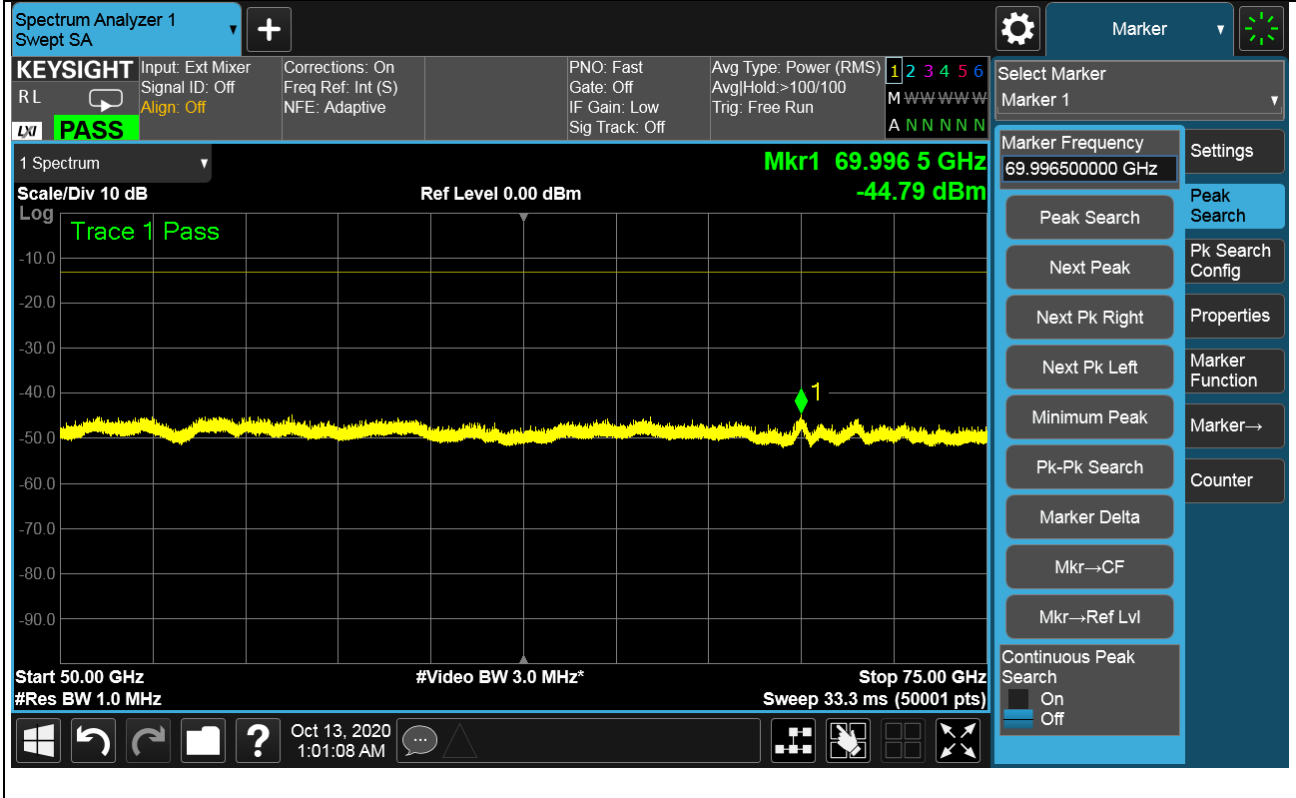 Spectrum Analyzer 1
Swept SA
+
Marker
KEYSIGHT
R L
LXI
PASS
Input: Ext Mixer
Signal ID: Off
Align: Off
Corrections: On
Freq Ref: Int (S)
NFE: Adaptive
PNO: Fast
Gate: Off
IF Gain: Low
Sig Track: Off
Avg Type: Power (RMS)
Avg|Hold:>100/100
Trig: Free Run
1 2 3 4 5 6
M W W W W W
A N N N N N
Select Marker
Marker 1
1 Spectrum
Mkr1 69.996 5 GHz
-44.79 dBm
Scale/Div 10 dB
Ref Level 0.00 dBm
Log
Trace 1 Pass
-10.0
-20.0
-30.0
-40.0
-50.0
-60.0
-70.0
-80.0
-90.0
1
Start 50.00 GHz
#Video BW 3.0 MHz*
Stop 75.00 GHz
#Res BW 1.0 MHz
Sweep 33.3 ms (50001 pts)
Marker Frequency
69.996500000 GHz
Peak Search
Next Peak
Next Pk Right
Next Pk Left
Minimum Peak
Pk-Pk Search
Marker Delta
Mkr→CF
Mkr→Ref Lvl
Continuous Peak
Search
On
Off
Settings
Peak
Search
Pk Search
Config
Properties
Marker
Function
Marker→
Counter
?
Oct 13, 2020
1:01:08 AM